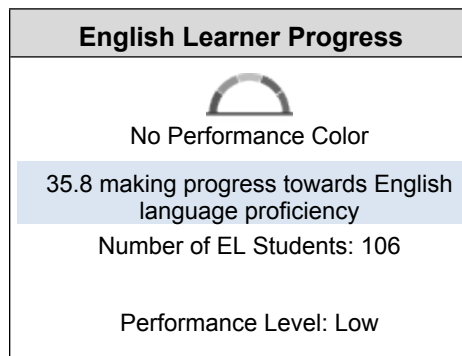 English Learner Progress
No Performance Color
35.8 making progress towards English
language proficiency
Number of EL Students: 106
Performance Level: Low